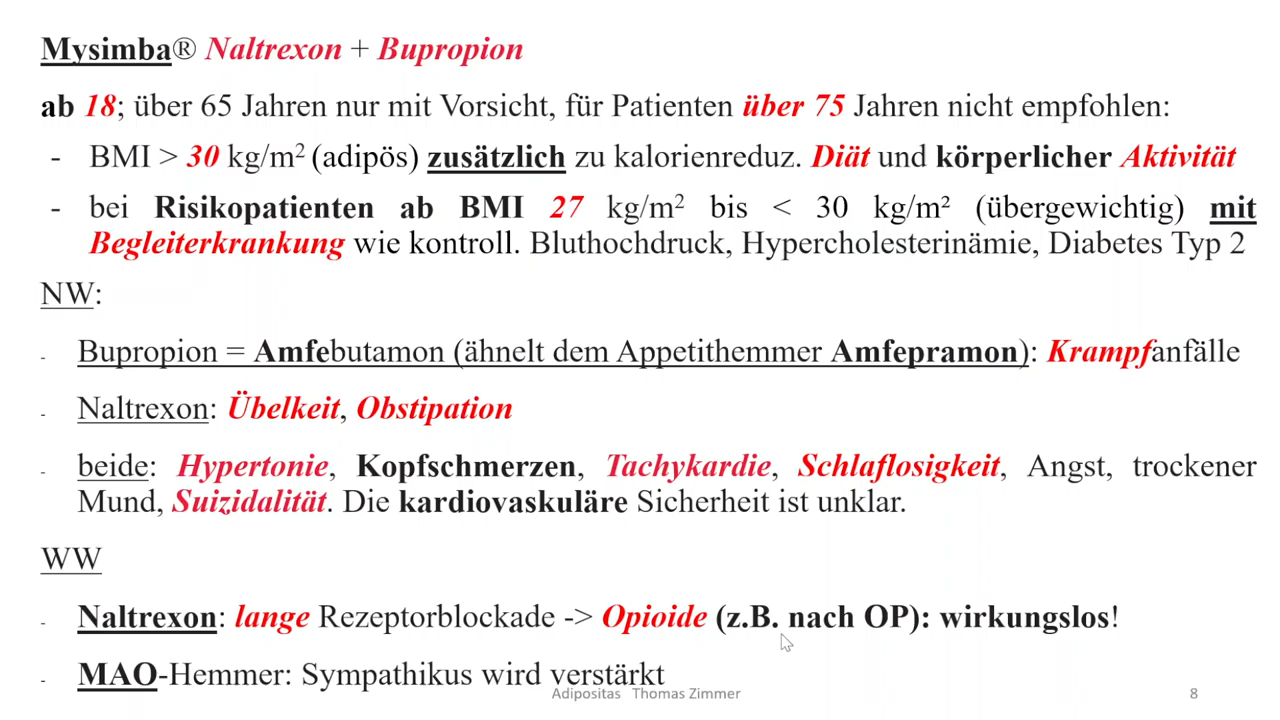 Mysimba® Naltrexon + Bupropion
ab 18; über 65 Jahren nur mit Vorsicht, für Patienten über 75 Jahren nicht empfohlen:
- BMI > 30 kg/m² (adipös) zusätzlich zu kalorienreduz. Diät und körperlicher Aktivität
- bei Risikopatienten ab BMI 27 kg/m² bis < 30 kg/m² (übergewichtig) mit
Begleiterkrankung wie kontroll. Bluthochdruck, Hypercholesterinämie, Diabetes Typ 2
NW:
- Bupropion = Amfebutamon (ähnelt dem Appetithemmer Amfepramon): Krampfanfälle
- Naltrexon: Übelkeit, Obstipation
- beide: Hypertonie, Kopfschmerzen, Tachykardie, Schlaflosigkeit, Angst, trockener
Mund, Suizidalität. Die kardiovaskuläre Sicherheit ist unklar.
WW
- Naltrexon: lange Rezeptorblockade -> Opioide (z.B. nach OP): wirkungslos!
- MAO-Hemmer: Sympathikus wird verstärkt
Adipositas Thomas Zimmer
8